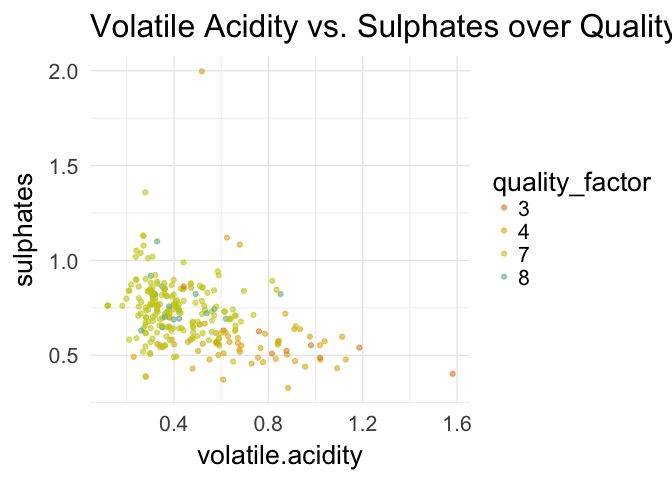 Volatile Acidity vs. Sulphates over Quality
2.0
1.5
1.0
0.5
sulphates
0.4 0.8 1.2 1.6
volatile.acidity
quality_factor
3
4
7
8